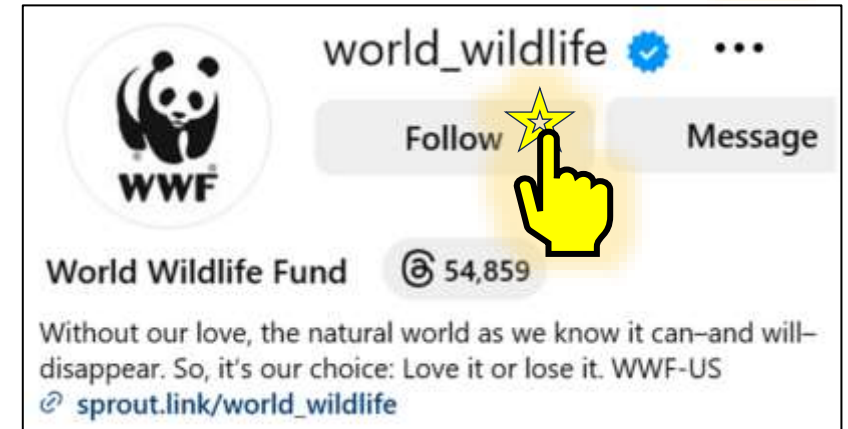 world_wildlife
Follow Message
WWF
World Wildlife Fund 54,859
Without our love, the natural world as we know it can–and will–
disappear. So, it's our choice: Love it or lose it. WWF-US
sprout.link/world_wildlife